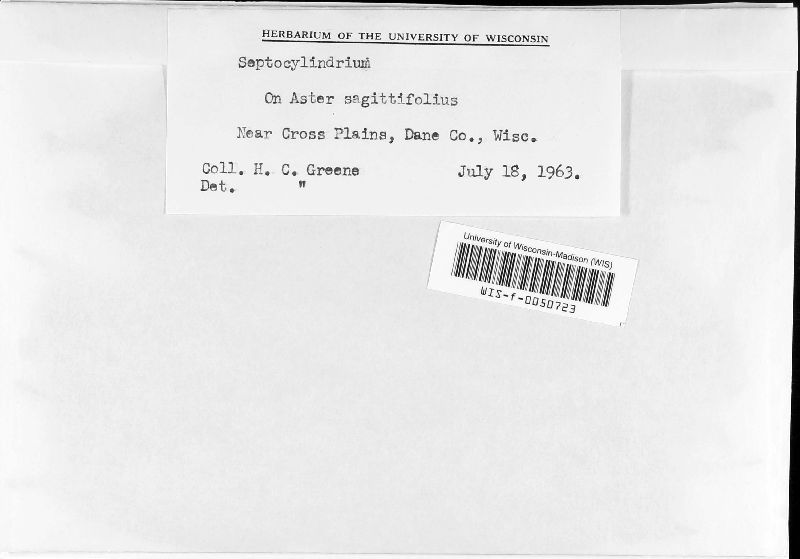 HERBARIUM OF THE UNIVERSITY OF WISCONSIN
Septocylindrium
On Aster sagittifolius
Near Cross Plains, Dane Co., Wisc.
Coll. H. C. Greene July 18, 1963.
Det. "
University of Wisconsin-Madison (WIS)
WIS-f-0050723